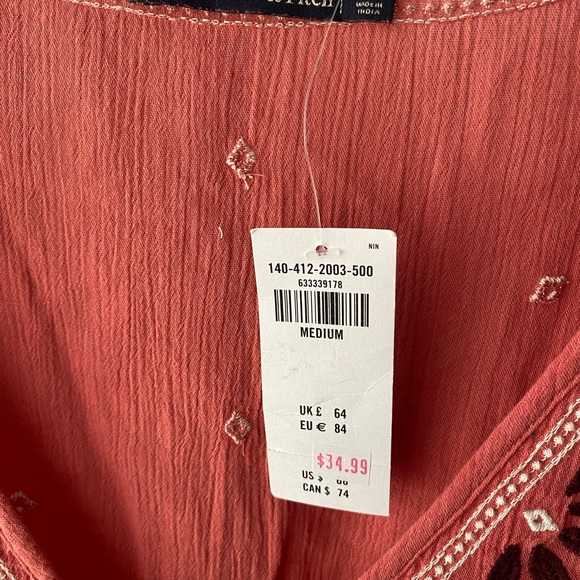 MADE IN
INDIA
NIN
140-412-2003-500
633339178
MEDIUM
UK £ 64
EU € 84
$34.99
US $
CAN $ 74